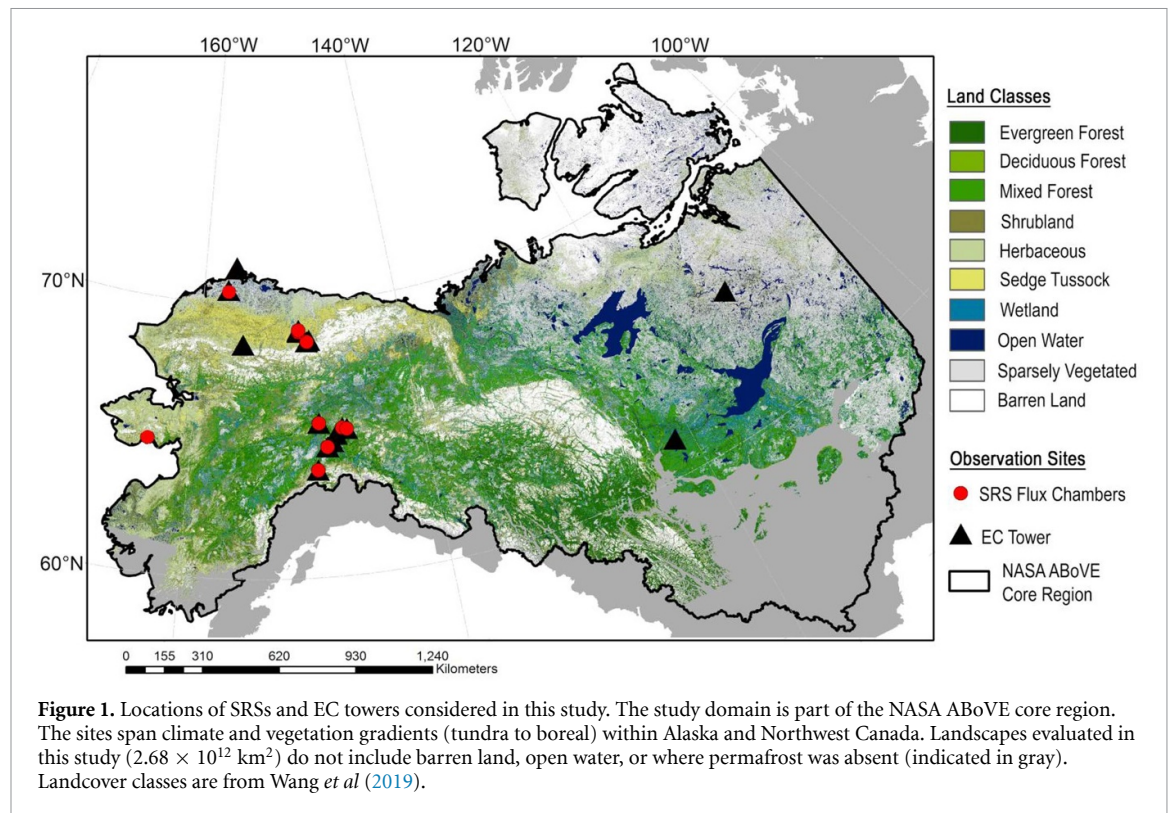 160°W 140°W 120°W 100°W
70°N
60°N
Land Classes
Evergreen Forest
Deciduous Forest
Mixed Forest
Shrubland
Herbaceous
Sedge Tussock
Wetland
Open Water
Sparsely Vegetated
Barren Land
Observation Sites
SRS Flux Chambers
EC Tower
NASA ABoVE
Core Region
0 155 310 620 930 1,240
Kilometers
Figure 1. Locations of SRSs and EC towers considered in this study. The study domain is part of the NASA ABoVE core region.
The sites span climate and vegetation gradients (tundra to boreal) within Alaska and Northwest Canada. Landscapes evaluated in
this study (2.68 × 10¹² km²) do not include barren land, open water, or where permafrost was absent (indicated in gray).
Landcover classes are from Wang et al (2019).